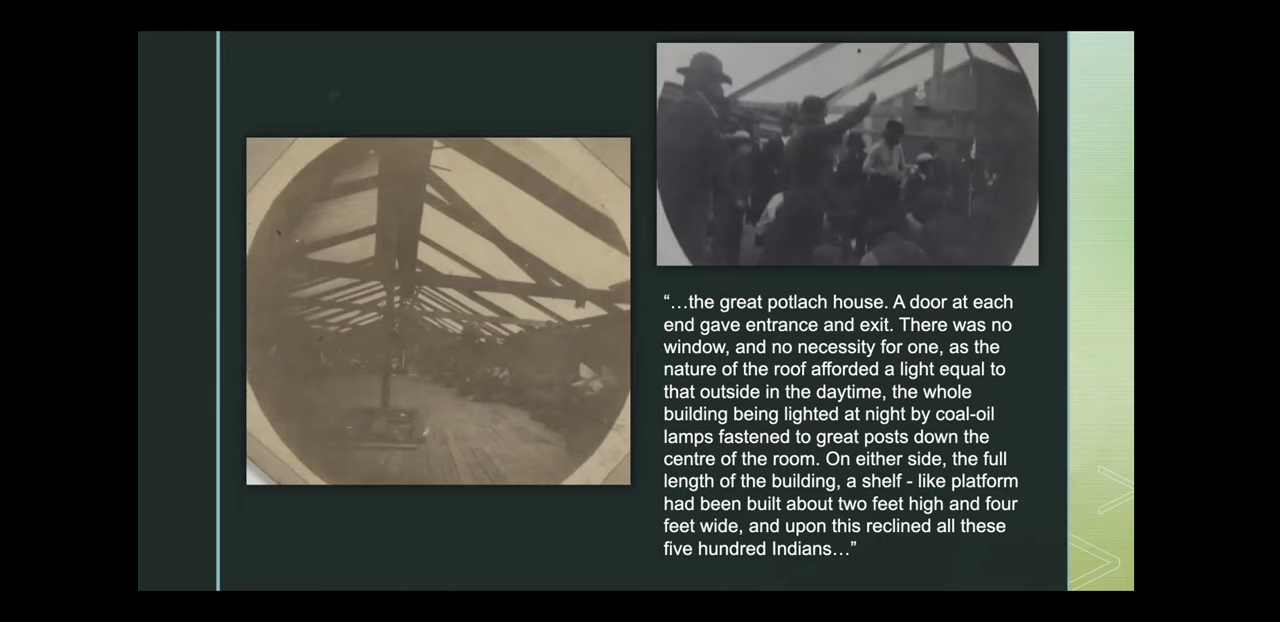 “…the great potlach house. A door at each
end gave entrance and exit. There was no
window, and no necessity for one, as the
nature of the roof afforded a light equal to
that outside in the daytime, the whole
building being lighted at night by coal-oil
lamps fastened to great posts down the
centre of the room. On either side, the full
length of the building, a shelf - like platform
had been built about two feet high and four
feet wide, and upon this reclined all these
five hundred Indians…”